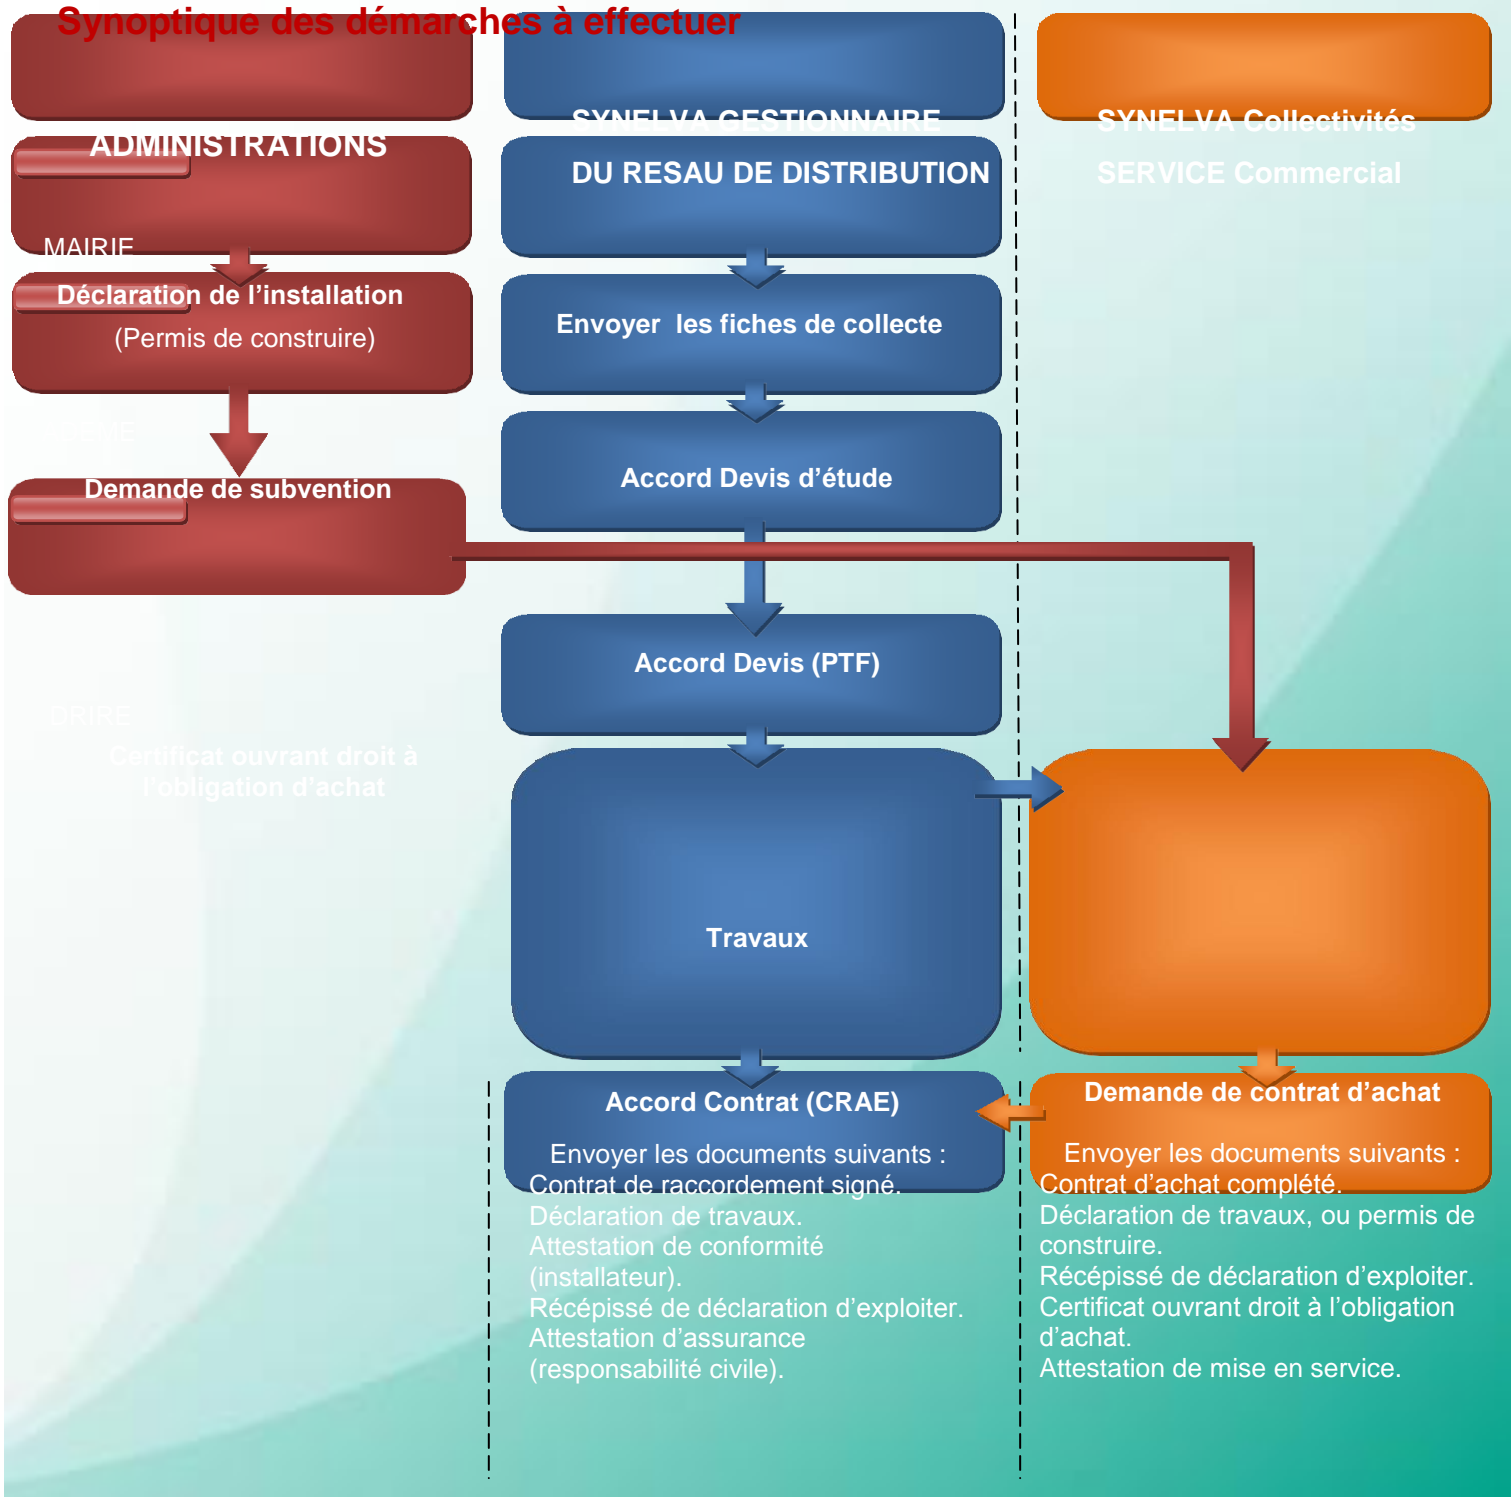 Synoptique des démarches à effectuer
ADMINISTRATIONS
MAIRIE
Déclaration de l’installation
(Permis de construire)
ADEME
Demande de subvention
DRIRE
Certificat ouvrant droit à
l’obligation d’achat
SYNELVA GESTIONNAIRE
DU RESAU DE DISTRIBUTION
Envoyer les fiches de collecte
Accord Devis d’étude
Accord Devis (PTF)
Travaux
Accord Contrat (CRAE)
Envoyer les documents suivants :
Contrat de raccordement signé.
Déclaration de travaux.
Attestation de conformité
(installateur).
Récépissé de déclaration d’exploiter.
Attestation d’assurance
(responsabilité civile).
SYNELVA Collectivités
SERVICE Commercial
Demande de contrat d’achat
Envoyer les documents suivants :
Contrat d’achat complété.
Déclaration de travaux, ou permis de
construire.
Récépissé de déclaration d’exploiter.
Certificat ouvrant droit à l’obligation
d’achat.
Attestation de mise en service.